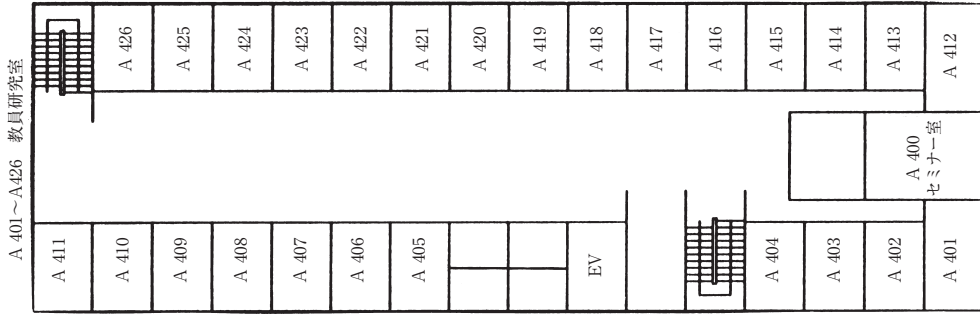 A 401～A426　教員研究室
A 426
A 425
A 424
A 423
A 422
A 421
A 420
A 419
A 418
A 417
A 416
A 415
A 414
A 413
A 412
A 400
セミナー室
A 411
A 410
A 409
A 408
A 407
A 406
A 405
EV
A 404
A 403
A 402
A 401